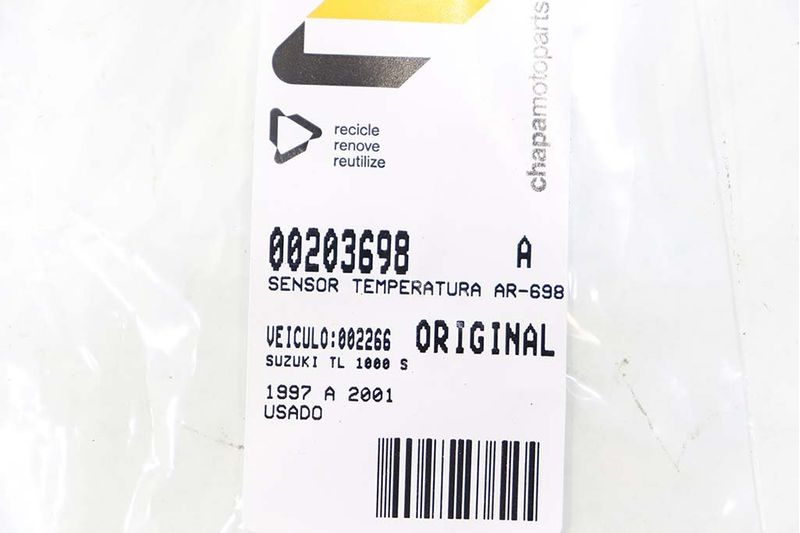 chapamotoparts
recicle
renove
reutilize
00203698 A
SENSOR TEMPERATURA AR-698
VEICULO:002266 ORIGINAL
SUZUKI TL 1000 S
1997 A 2001
USADO